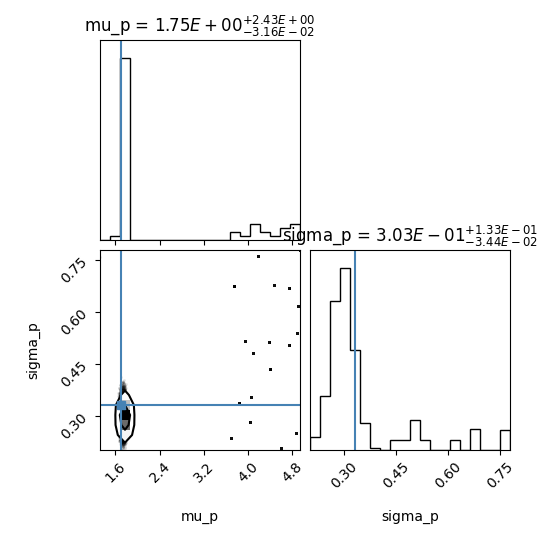 mu_p = 1.75E + 00+2.43E + 00 −3.16E − 02
sigma_p = 3.03E − 01+1.33E − 01 −3.44E − 02
0.75
0.60
0.45
0.30
sigma_p
1.6 2.4 3.2 4.0 4.8
0.30 0.45 0.60 0.75
mu_p
sigma_p